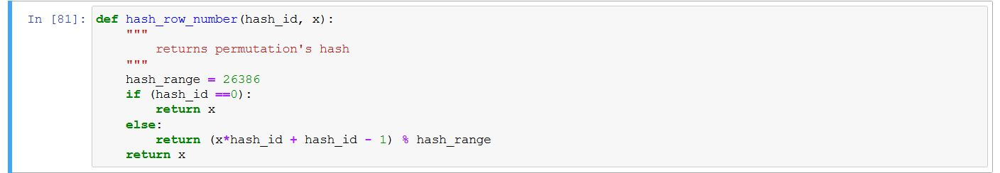 In [81]: def hash_row_number(hash_id, x):
    """
        returns permutation's hash
    """
    hash_range = 26386
    if (hash_id ==0):
        return x
    else:
        return (x*hash_id + hash_id - 1) % hash_range
    return x